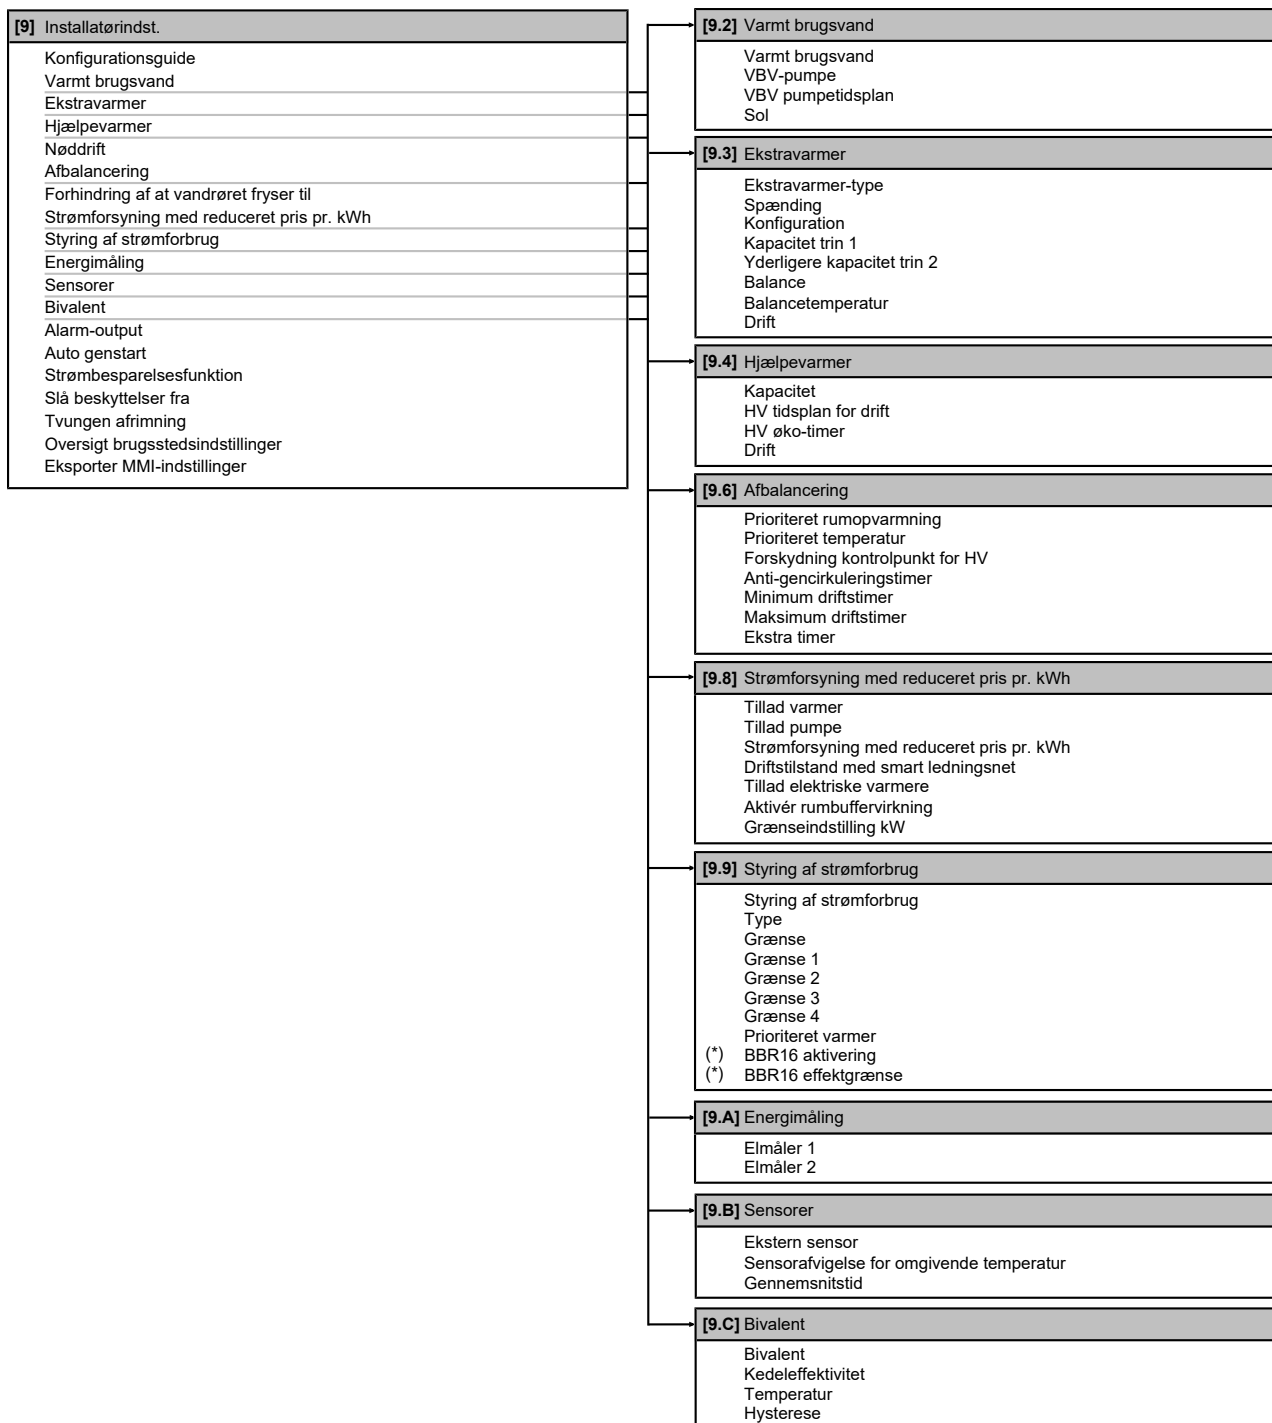 [9] Installatørindst.
Konfigurationsguide
Varmt brugsvand
Ekstravarmer
Hjælpevarmer
Nøddrift
Afbalancering
Forhindring af at vandrøret fryser til
Strømforsyning med reduceret pris pr. kWh
Styring af strømforbrug
Energimåling
Sensorer
Bivalent
Alarm-output
Auto genstart
Strømbesparelsesfunktion
Slå beskyttelser fra
Tvungen afrimning
Oversigt brugsstedsindstillinger
Eksporter MMI-indstillinger
[9.2] Varmt brugsvand
Varmt brugsvand
VBV-pumpe
VBV pumpetidsplan
Sol
[9.3] Ekstravarmer
Ekstravarmer-type
Spænding
Konfiguration
Kapacitet trin 1
Yderligere kapacitet trin 2
Balance
Balancetemperatur
Drift
[9.4] Hjælpevarmer
Kapacitet
HV tidsplan for drift
HV øko-timer
Drift
[9.6] Afbalancering
Prioriteret rumopvarmning
Prioriteret temperatur
Forskydning kontrolpunkt for HV
Anti-gencirkuleringstimer
Minimum driftstimer
Maksimum driftstimer
Ekstra timer
[9.8] Strømforsyning med reduceret pris pr. kWh
Tillad varmer
Tillad pumpe
Strømforsyning med reduceret pris pr. kWh
Driftstilstand med smart ledningsnet
Tillad elektriske varmere
Aktivér rumbuffervirkning
Grænseindstilling kW
[9.9] Styring af strømforbrug
Styring af strømforbrug
Type
Grænse
Grænse 1
Grænse 2
Grænse 3
Grænse 4
Prioriteret varmer
(*) BBR16 aktivering
(*) BBR16 effektgrænse
[9.A] Energimåling
Elmåler 1
Elmåler 2
[9.B] Sensorer
Ekstern sensor
Sensorafvigelse for omgivende temperatur
Gennemsnitstid
[9.C] Bivalent
Bivalent
Kedeleffektivitet
Temperatur
Hysterese